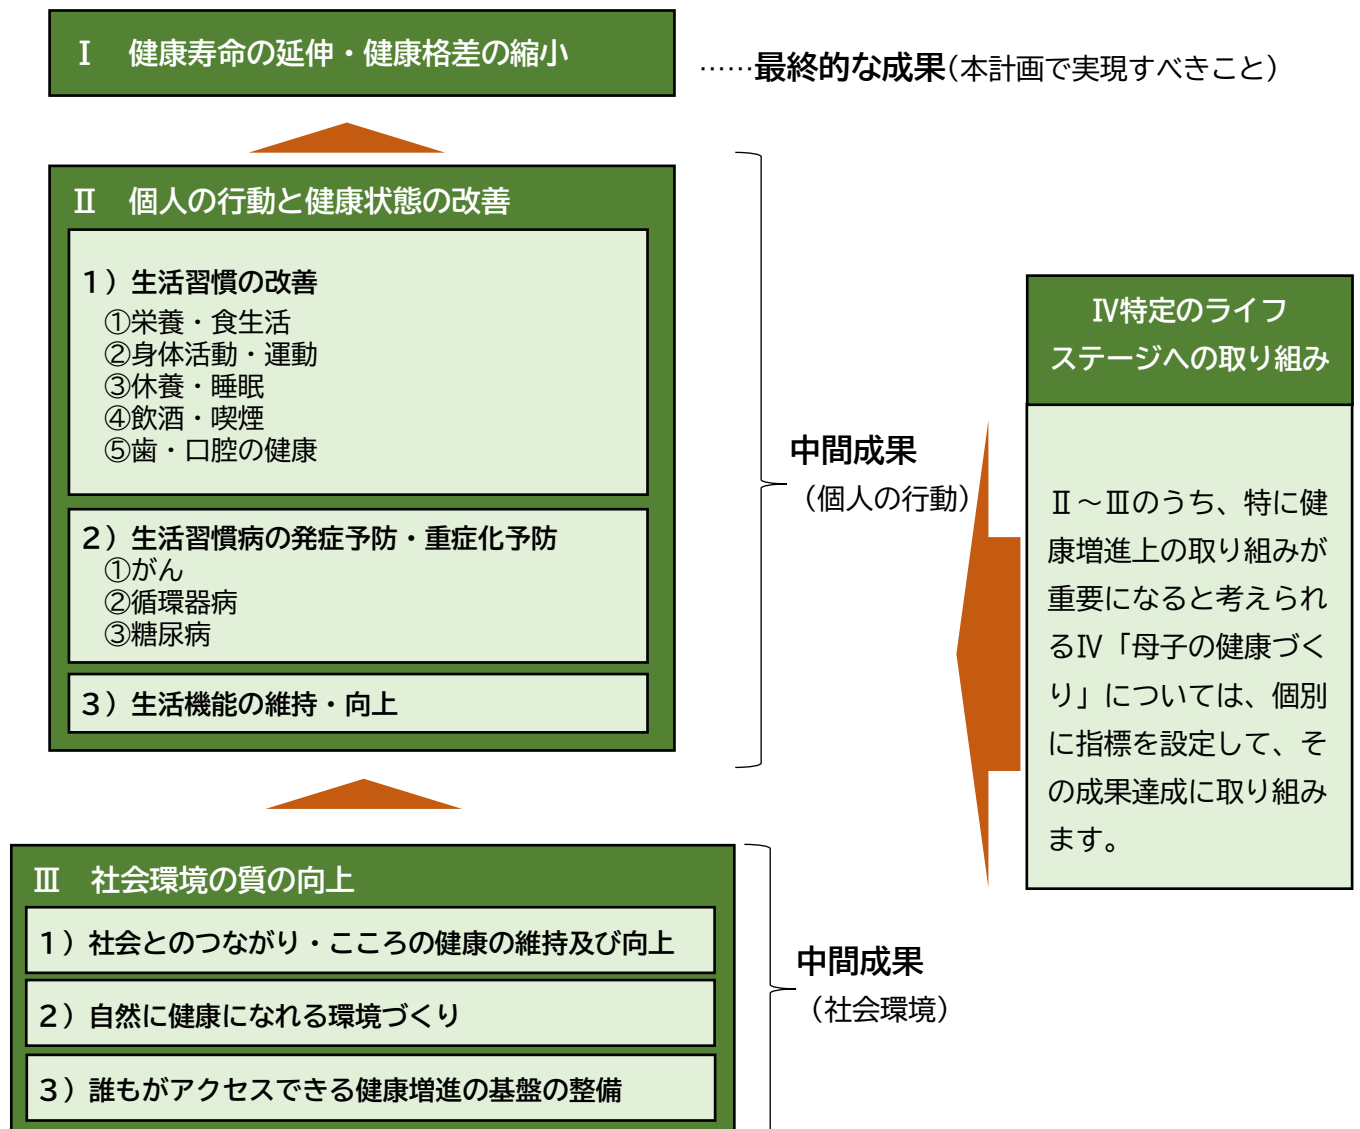 Ⅰ　健康寿命の延伸・健康格差の縮小
……最終的な成果(本計画で実現すべきこと)
Ⅱ　個人の行動と健康状態の改善
１）生活習慣の改善
①栄養・食生活
②身体活動・運動
③休養・睡眠
④飲酒・喫煙
⑤歯・口腔の健康
２）生活習慣病の発症予防・重症化予防
①がん
②循環器病
③糖尿病
３）生活機能の維持・向上
中間成果
（個人の行動）
Ⅳ特定のライフ
ステージへの取り組み
Ⅱ～Ⅲのうち、特に健
康増進上の取り組みが
重要になると考えられ
るⅣ「母子の健康づく
り」については、個別
に指標を設定して、そ
の成果達成に取り組み
ます。
Ⅲ　社会環境の質の向上
１）社会とのつながり・こころの健康の維持及び向上
２）自然に健康になれる環境づくり
３）誰もがアクセスできる健康増進の基盤の整備
中間成果
（社会環境）